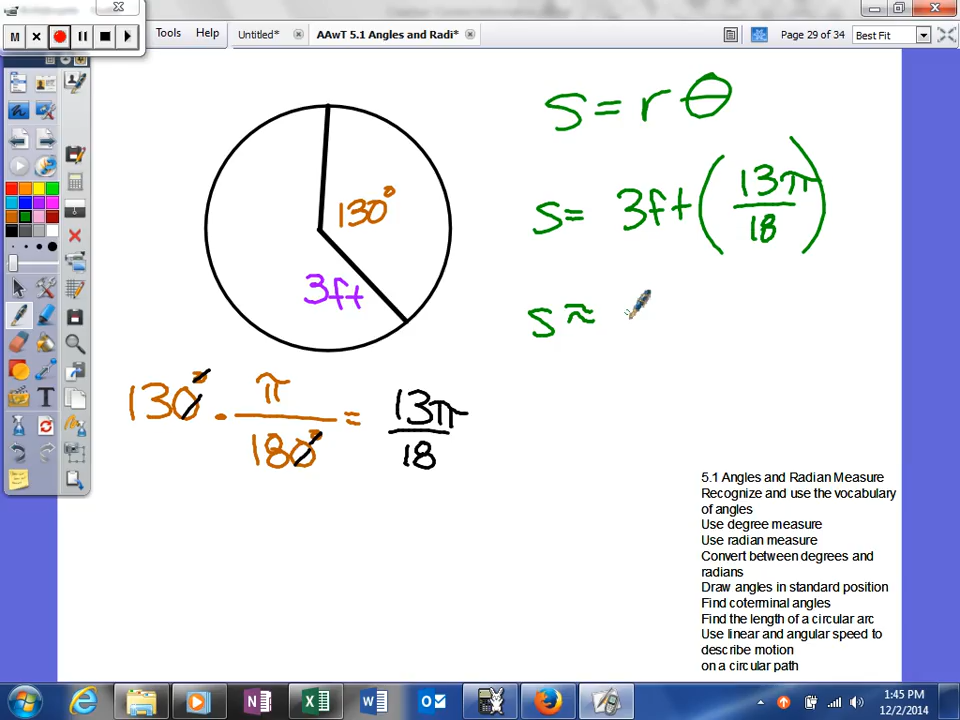 M
Tools Help Untitled* AAwT 5.1 Angles and Radi* Page 29 of 34 Best Fit
s = r θ
130°
s = 3ft (13π/18)
3ft
s ≈
130° · π/180° = 13π/18
5.1 Angles and Radian Measure
Recognize and use the vocabulary
of angles
Use degree measure
Use radian measure
Convert between degrees and
radians
Draw angles in standard position
Find coterminal angles
Find the length of a circular arc
Use linear and angular speed to
describe motion
on a circular path
1:45 PM
12/2/2014